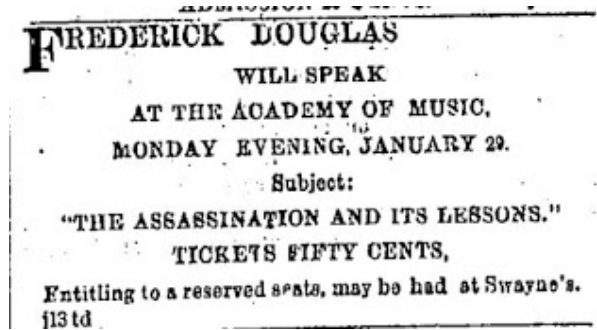 FREDERICK DOUGLAS
WILL SPEAK
AT THE ACADEMY OF MUSIC,
MONDAY EVENING, JANUARY 29.
Subject:
"THE ASSASSINATION AND ITS LESSONS."
TICKETS FIFTY CENTS,
Entitling to a reserved seats, may be had at Swayne's.
j13 td